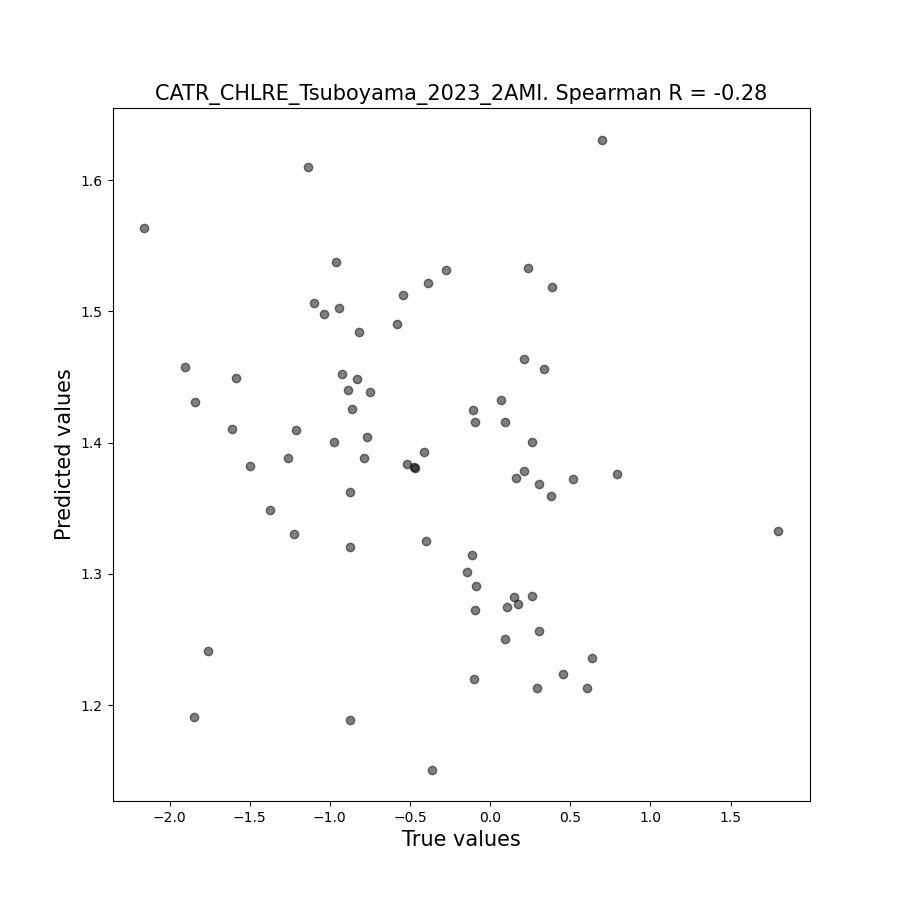 CATR_CHLRE_Tsuboyama_2023_2AMI. Spearman R = -0.28
1.6
1.5
1.4
1.3
1.2
Predicted values
−2.0 −1.5 −1.0 −0.5 0.0 0.5 1.0 1.5
True values